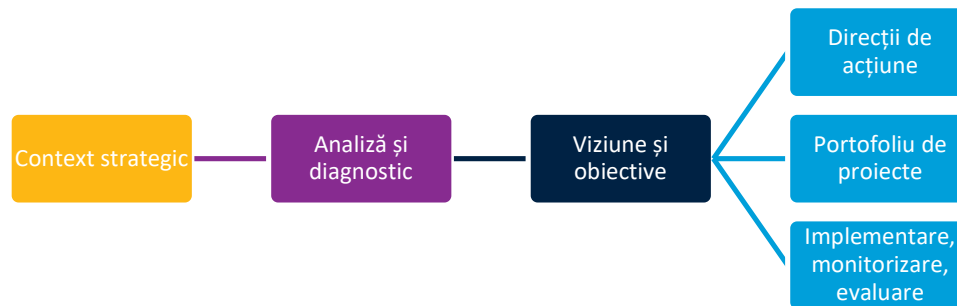 Context strategic
Analiză și
diagnostic
Viziune și
obiective
Direcții de
acțiune
Portofoliu de
proiecte
Implementare,
monitorizare,
evaluare